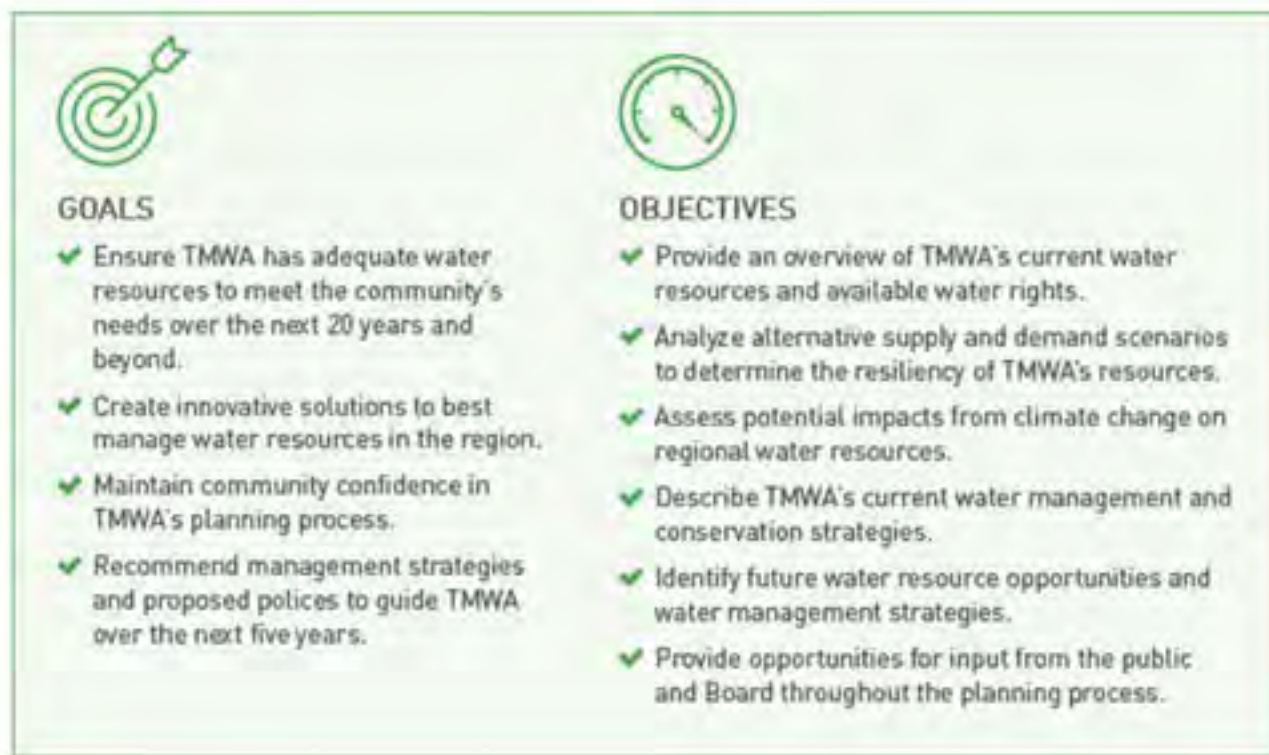 GOALS
Ensure TMWA has adequate water
resources to meet the community's
needs over the next 20 years and
beyond.
Create innovative solutions to best
manage water resources in the region.
Maintain community confidence in
TMWA's planning process.
Recommend management strategies
and proposed polices to guide TMWA
over the next five years.
OBJECTIVES
Provide an overview of TMWA's current water
resources and available water rights.
Analyze alternative supply and demand scenarios
to determine the resiliency of TMWA's resources.
Assess potential impacts from climate change on
regional water resources.
Describe TMWA's current water management and
conservation strategies.
Identify future water resource opportunities and
water management strategies.
Provide opportunities for input from the public
and Board throughout the planning process.